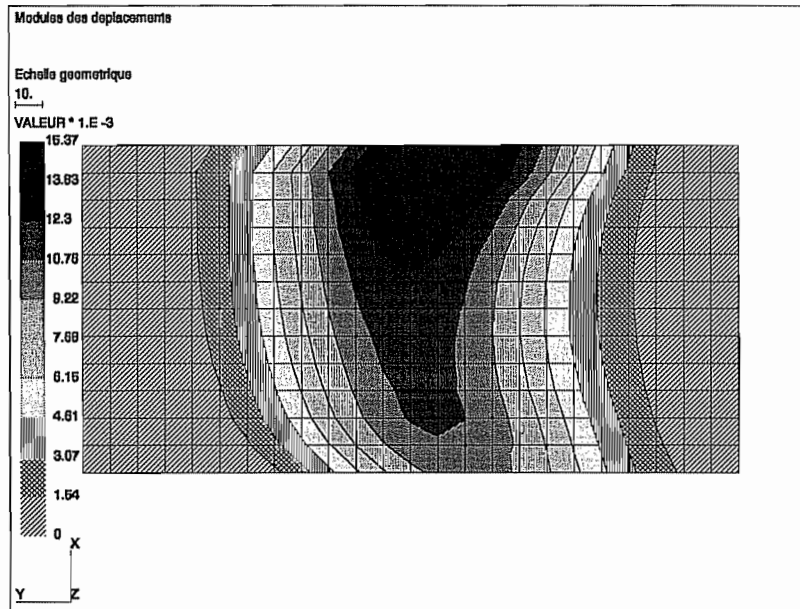 Modules des deplacements
Echelle geometrique
10.
VALEUR * 1.E -3
15.37
13.83
12.3
10.76
9.22
7.69
6.15
4.61
3.07
1.54
0
X
Y
Z